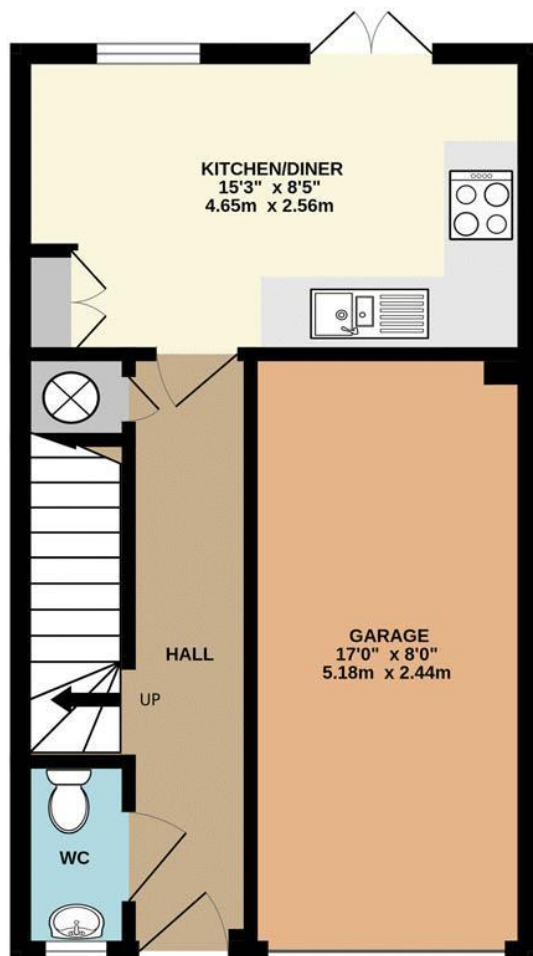 KITCHEN/DINER
15'3" x 8'5"
4.65m x 2.56m
HALL
GARAGE
17'0" x 8'0"
5.18m x 2.44m
UP
WC